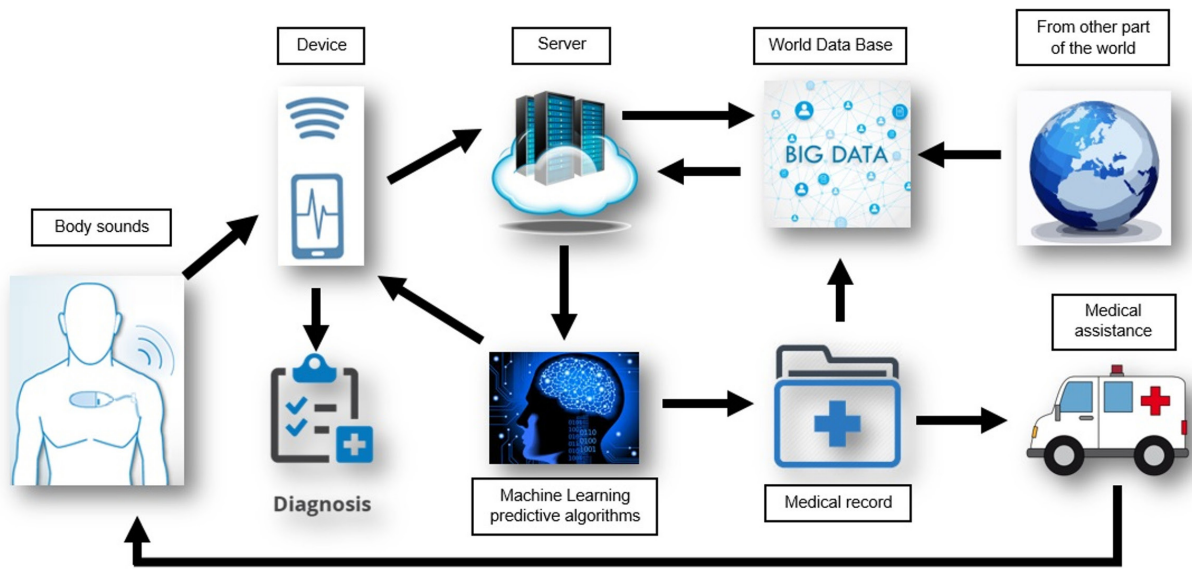 Device
Server
World Data Base
From other part
of the world
BIG DATA
Body sounds
Medical
assistance
Diagnosis
Machine Learning
predictive algorithms
Medical record